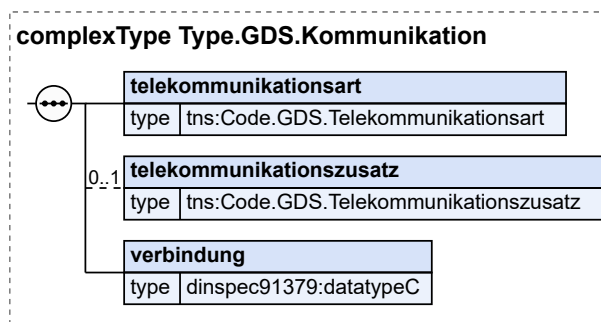 complexType Type.GDS.Kommunikation
telekommunikationsart
type tns:Code.GDS.Telekommunikationsart
0..1
telekommunikationszusatz
type tns:Code.GDS.Telekommunikationszusatz
verbindung
type dinspec91379:datatypeC